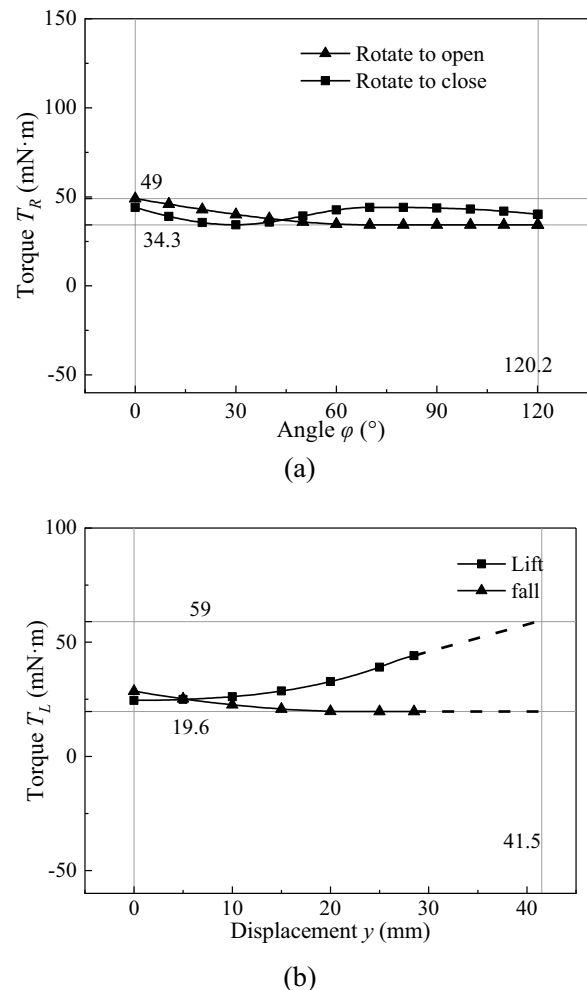 150
Rotate to open
Rotate to close
100
Torque T_R (mN·m)
49
50
34.3
0
-50
120.2
0 30 60 90 120
Angle φ (°)
(a)
100
Lift
fall
59
50
Torque T_L (mN·m)
19.6
0
41.5
-50
0 10 20 30 40
Displacement y (mm)
(b)